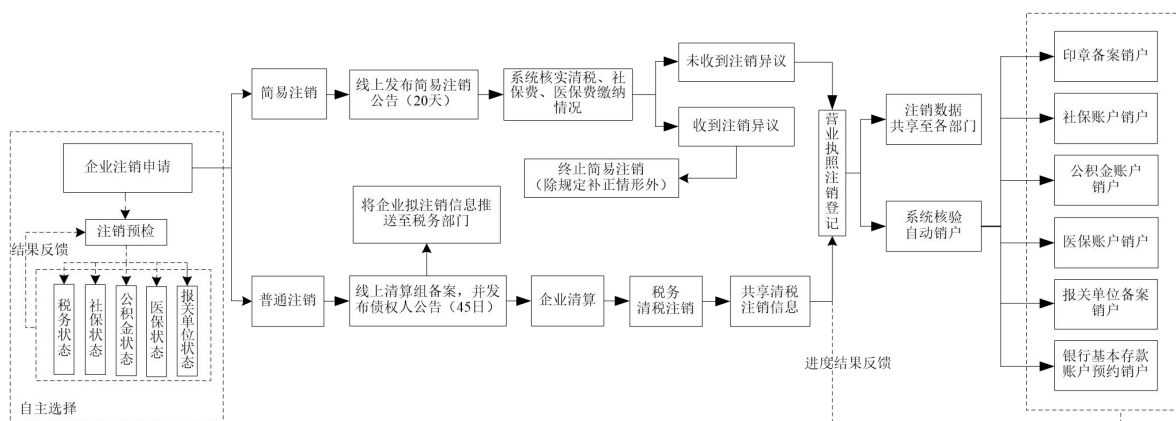 企业注销申请
注销预检
结果反馈
税务状态
社保状态
公积金状态
医保状态
报关单位状态
自主选择
简易注销
线上发布简易注销
公告（20天）
系统核实清税、社
保费、医保费缴纳
情况
未收到注销异议
收到注销异议
终止简易注销
（除规定补正情形外）
将企业拟注销信息推
送至税务部门
普通注销
线上清算组备案，并发
布债权人公告（45日）
企业清算
税务
清税注销
共享清税
注销信息
营业执照注销登记
注销数据
共享至各部门
系统核验
自动销户
进度结果反馈
印章备案销户
社保账户销户
公积金账户
销户
医保账户销户
报关单位备案
销户
银行基本存款
账户预约销户